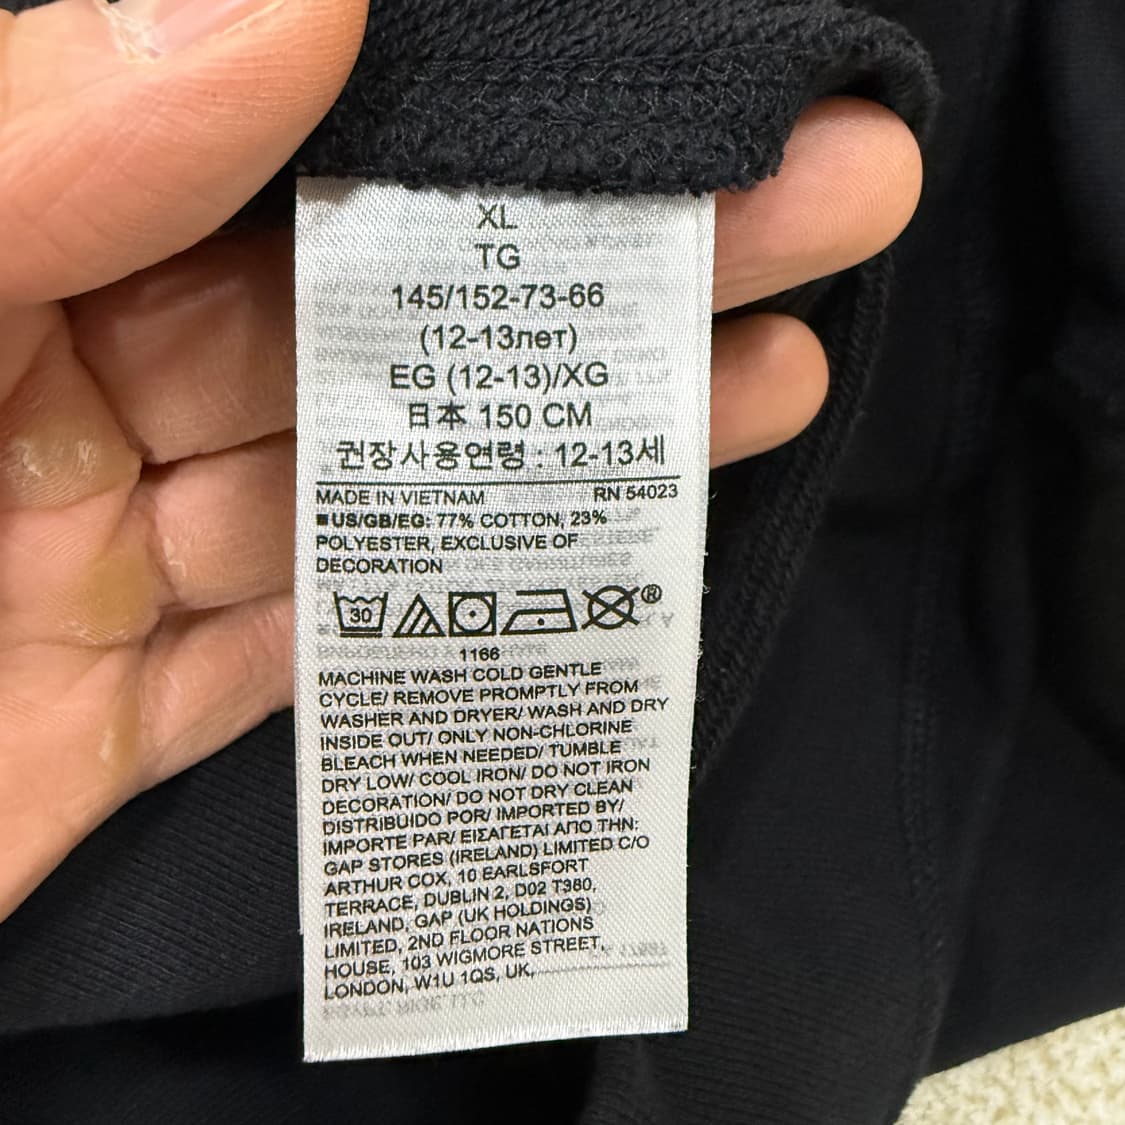 XL
TG
145/152-73-66
(12-13лет)
EG (12-13)/XG
日本 150 CM
권장사용연령 : 12-13세
MADE IN VIETNAM RN 54023
■US/GB/EG: 77% COTTON, 23%
POLYESTER, EXCLUSIVE OF
DECORATION
30 ®
1166
MACHINE WASH COLD GENTLE
CYCLE/ REMOVE PROMPTLY FROM
WASHER AND DRYER/ WASH AND DRY
INSIDE OUT/ ONLY NON-CHLORINE
BLEACH WHEN NEEDED/ TUMBLE
DRY LOW/ COOL IRON/ DO NOT IRON
DECORATION/ DO NOT DRY CLEAN
DISTRIBUIDO POR/ IMPORTED BY/
IMPORTE PAR/ ΕΙΣΑΓΕΤΑΙ ΑΠΟ ΤΗΝ:
GAP STORES (IRELAND) LIMITED C/O
ARTHUR COX, 10 EARLSFORT
TERRACE, DUBLIN 2, D02 T380,
IRELAND, GAP (UK HOLDINGS)
LIMITED, 2ND FLOOR NATIONS
HOUSE, 103 WIGMORE STREET,
LONDON, W1U 1QS, UK,